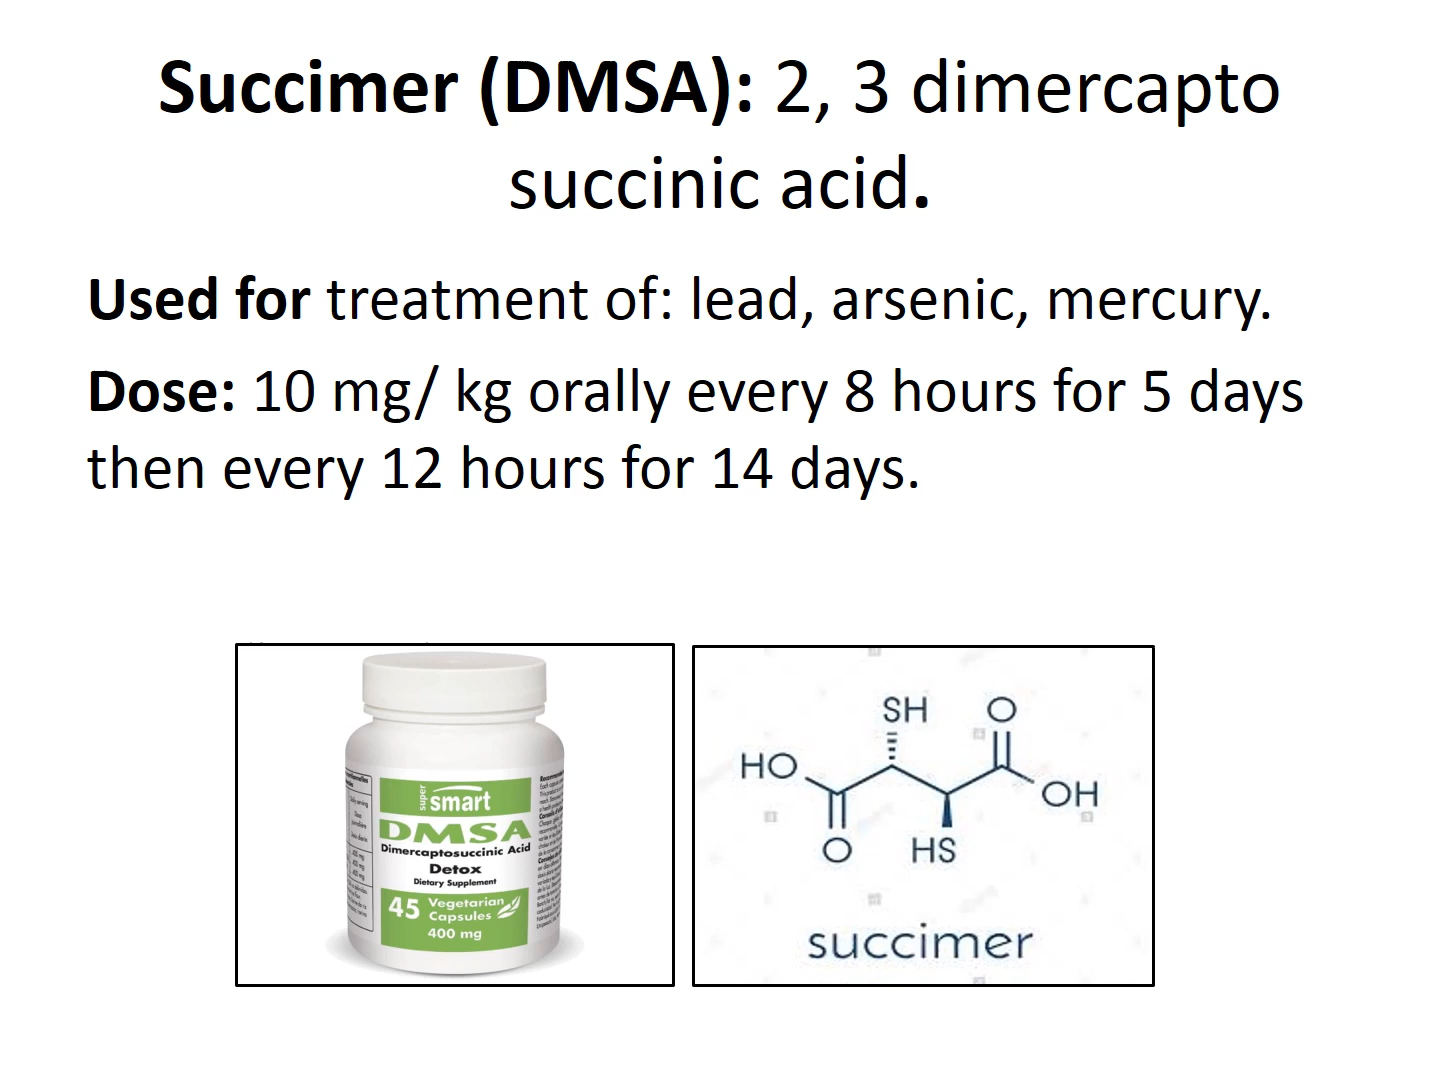 Succimer (DMSA): 2, 3 dimercapto
succinic acid.
Used for treatment of: lead, arsenic, mercury.
Dose: 10 mg/ kg orally every 8 hours for 5 days
then every 12 hours for 14 days.
super smart
DMSA
Dimercaptosuccinic Acid
Detox
Dietary Supplement
45 Vegetarian
Capsules
400 mg
SH O
HO
OH
O HS
succimer